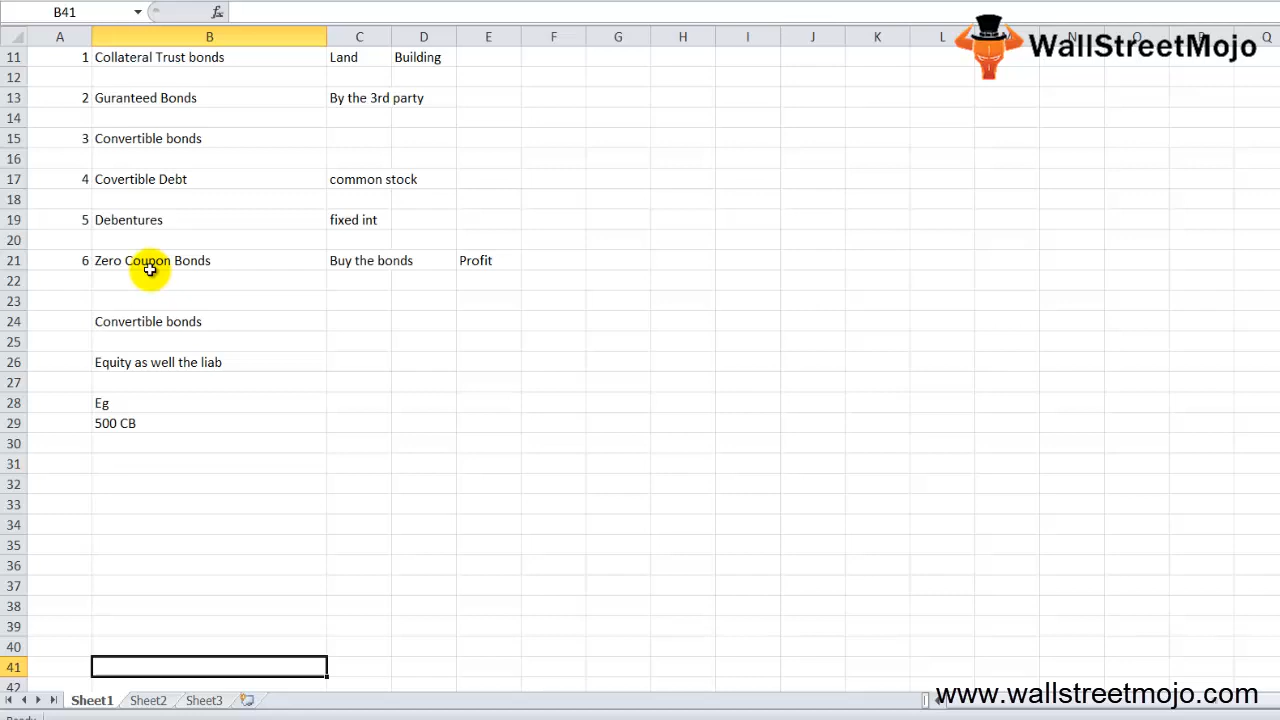 B41 fx
A B C D E F G H I J K L M N O P Q
WallStreetMojo
11 1 Collateral Trust bonds Land Building
12
13 2 Guranteed Bonds By the 3rd party
14
15 3 Convertible bonds
16
17 4 Covertible Debt common stock
18
19 5 Debentures fixed int
20
21 6 Zero Coupon Bonds Buy the bonds Profit
22
23
24 Convertible bonds
25
26 Equity as well the liab
27
28 Eg
29 500 CB
30
31
32
33
34
35
36
37
38
39
40
41
42
Sheet1 Sheet2 Sheet3
www.wallstreetmojo.com